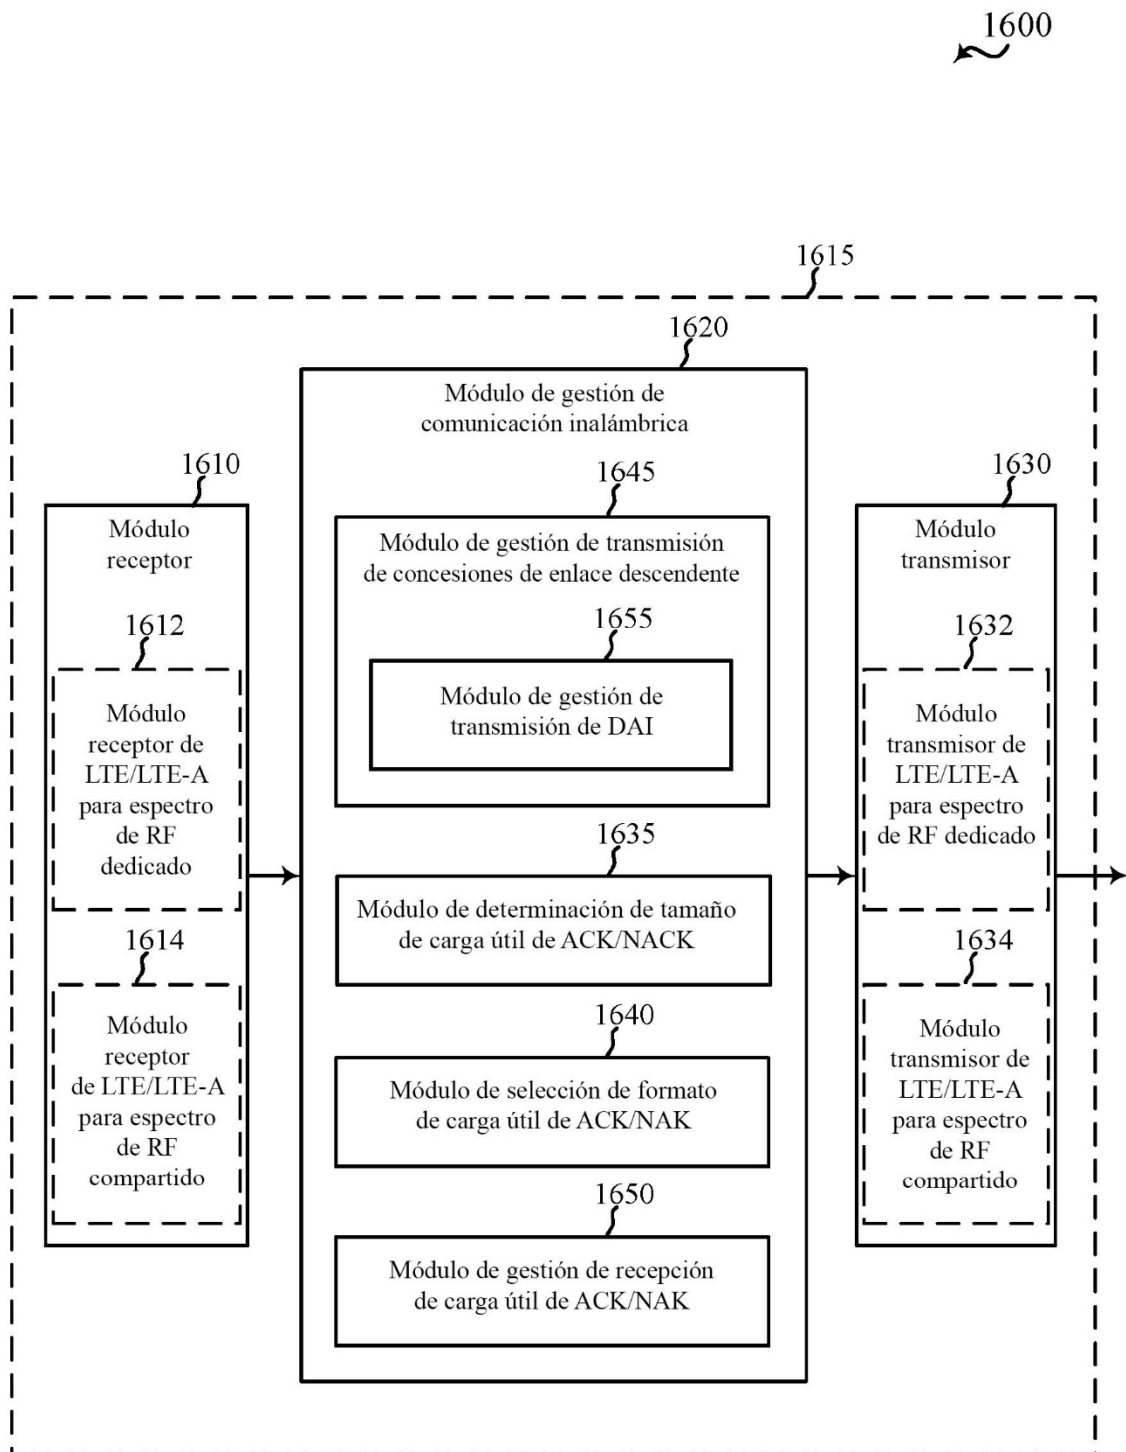 1600
1615
1620
Módulo de gestión de
comunicación inalámbrica
1610
Módulo
receptor
1612
Módulo
receptor de
LTE/LTE-A
para espectro
de RF
dedicado
1614
Módulo
receptor
de LTE/LTE-A
para espectro
de RF
compartido
1645
Módulo de gestión de transmisión
de concesiones de enlace descendente
1655
Módulo de gestión de
transmisión de DAI
1635
Módulo de determinación de tamaño
de carga útil de ACK/NACK
1640
Módulo de selección de formato
de carga útil de ACK/NAK
1650
Módulo de gestión de recepción
de carga útil de ACK/NAK
1630
Módulo
transmisor
1632
Módulo
transmisor de
LTE/LTE-A
para espectro
de RF dedicado
1634
Módulo
transmisor de
LTE/LTE-A
para espectro
de RF
compartido